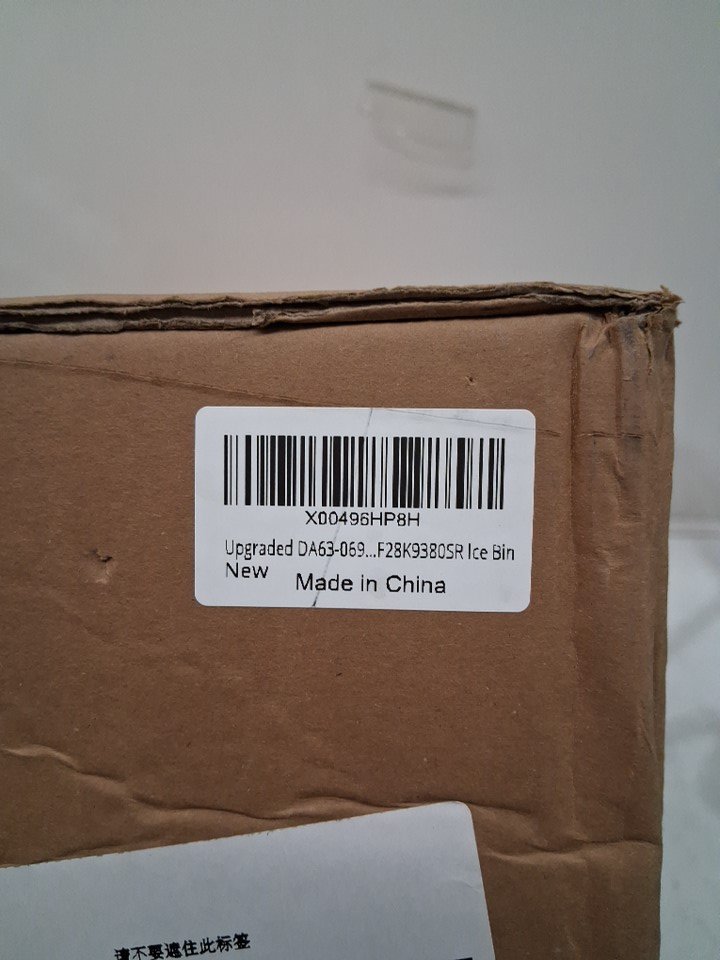 X00496HP8H
Upgraded DA63-069...F28K9380SR Ice Bin
New
Made in China
请不要遮住此标签